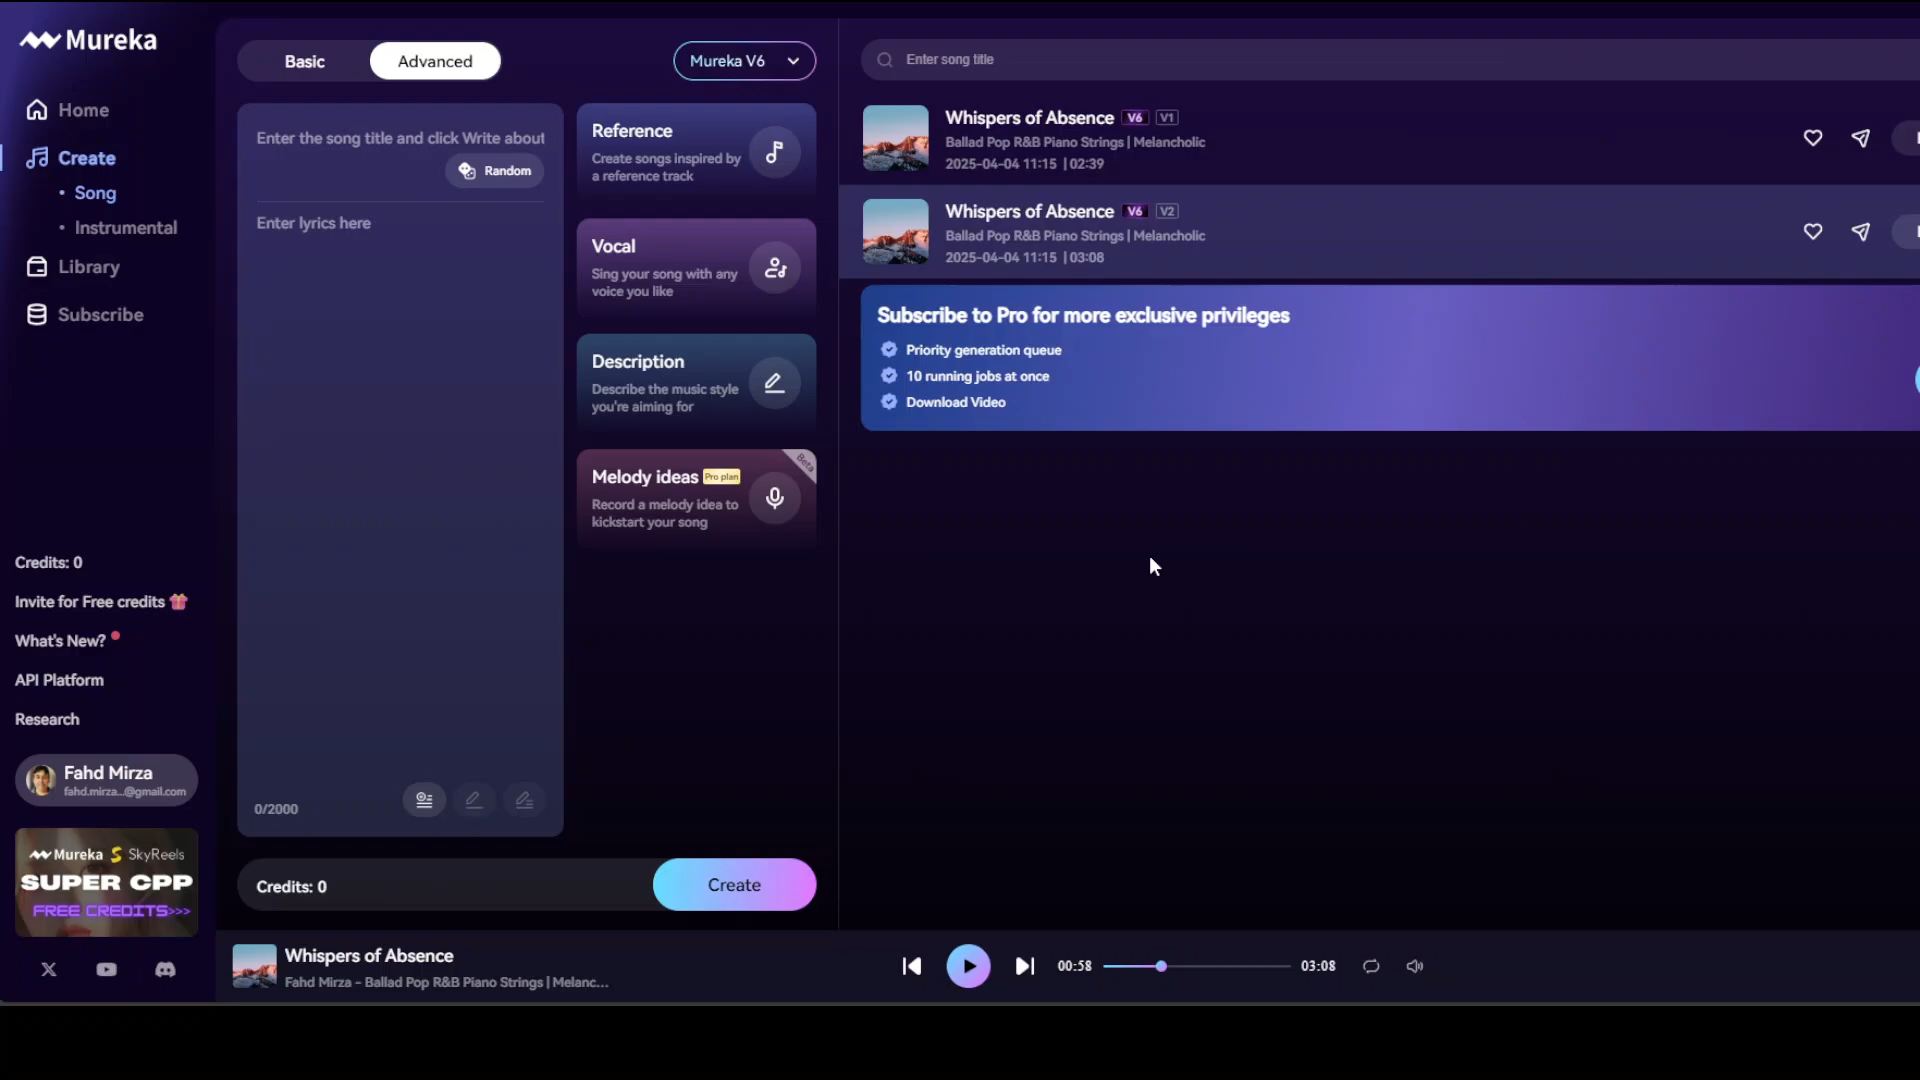 Mureka
Home
Create
Song
Instrumental
Library
Subscribe
Credits: 0
Invite for Free credits
What's New?
API Platform
Research
Fahd Mirza
fahd.mirza...@gmail.com
Mureka SkyReels
SUPER CPP
FREE CREDITS>>>
Basic
Advanced
Mureka V6
Enter the song title and click Write about
Random
Enter lyrics here
0/2000
Reference
Create songs inspired by
a reference track
Vocal
Sing your song with any
voice you like
Description
Describe the music style
you're aiming for
Beta
Melody ideas Pro plan
Record a melody idea to
kickstart your song
Credits: 0
Create
Enter song title
Whispers of Absence V6 V1
Ballad Pop R&B Piano Strings | Melancholic
2025-04-04 11:15 | 02:39
Whispers of Absence V6 V2
Ballad Pop R&B Piano Strings | Melancholic
2025-04-04 11:15 | 03:08
Subscribe to Pro for more exclusive privileges
Priority generation queue
10 running jobs at once
Download Video
Whispers of Absence
Fahd Mirza - Ballad Pop R&B Piano Strings | Melanc...
00:58
03:08